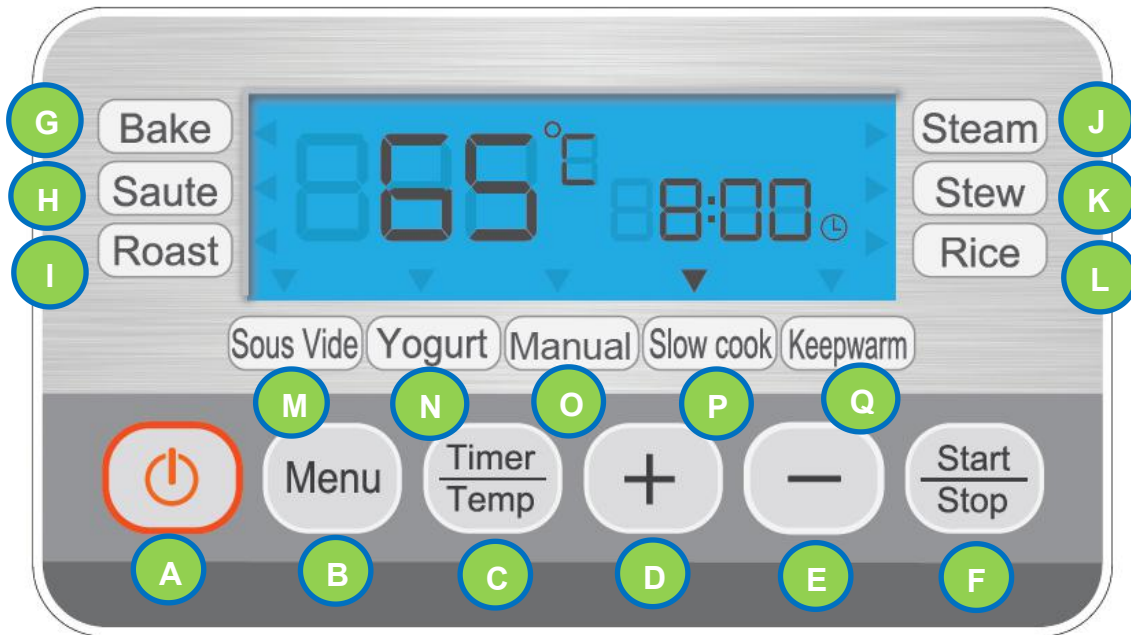 G Bake 65°C Steam J
H Saute 8:00 Stew K
I Roast Rice L
Sous Vide Yogurt Manual Slow cook Keepwarm
M N O P Q
Menu Timer Temp + − Start Stop
A B C D E F